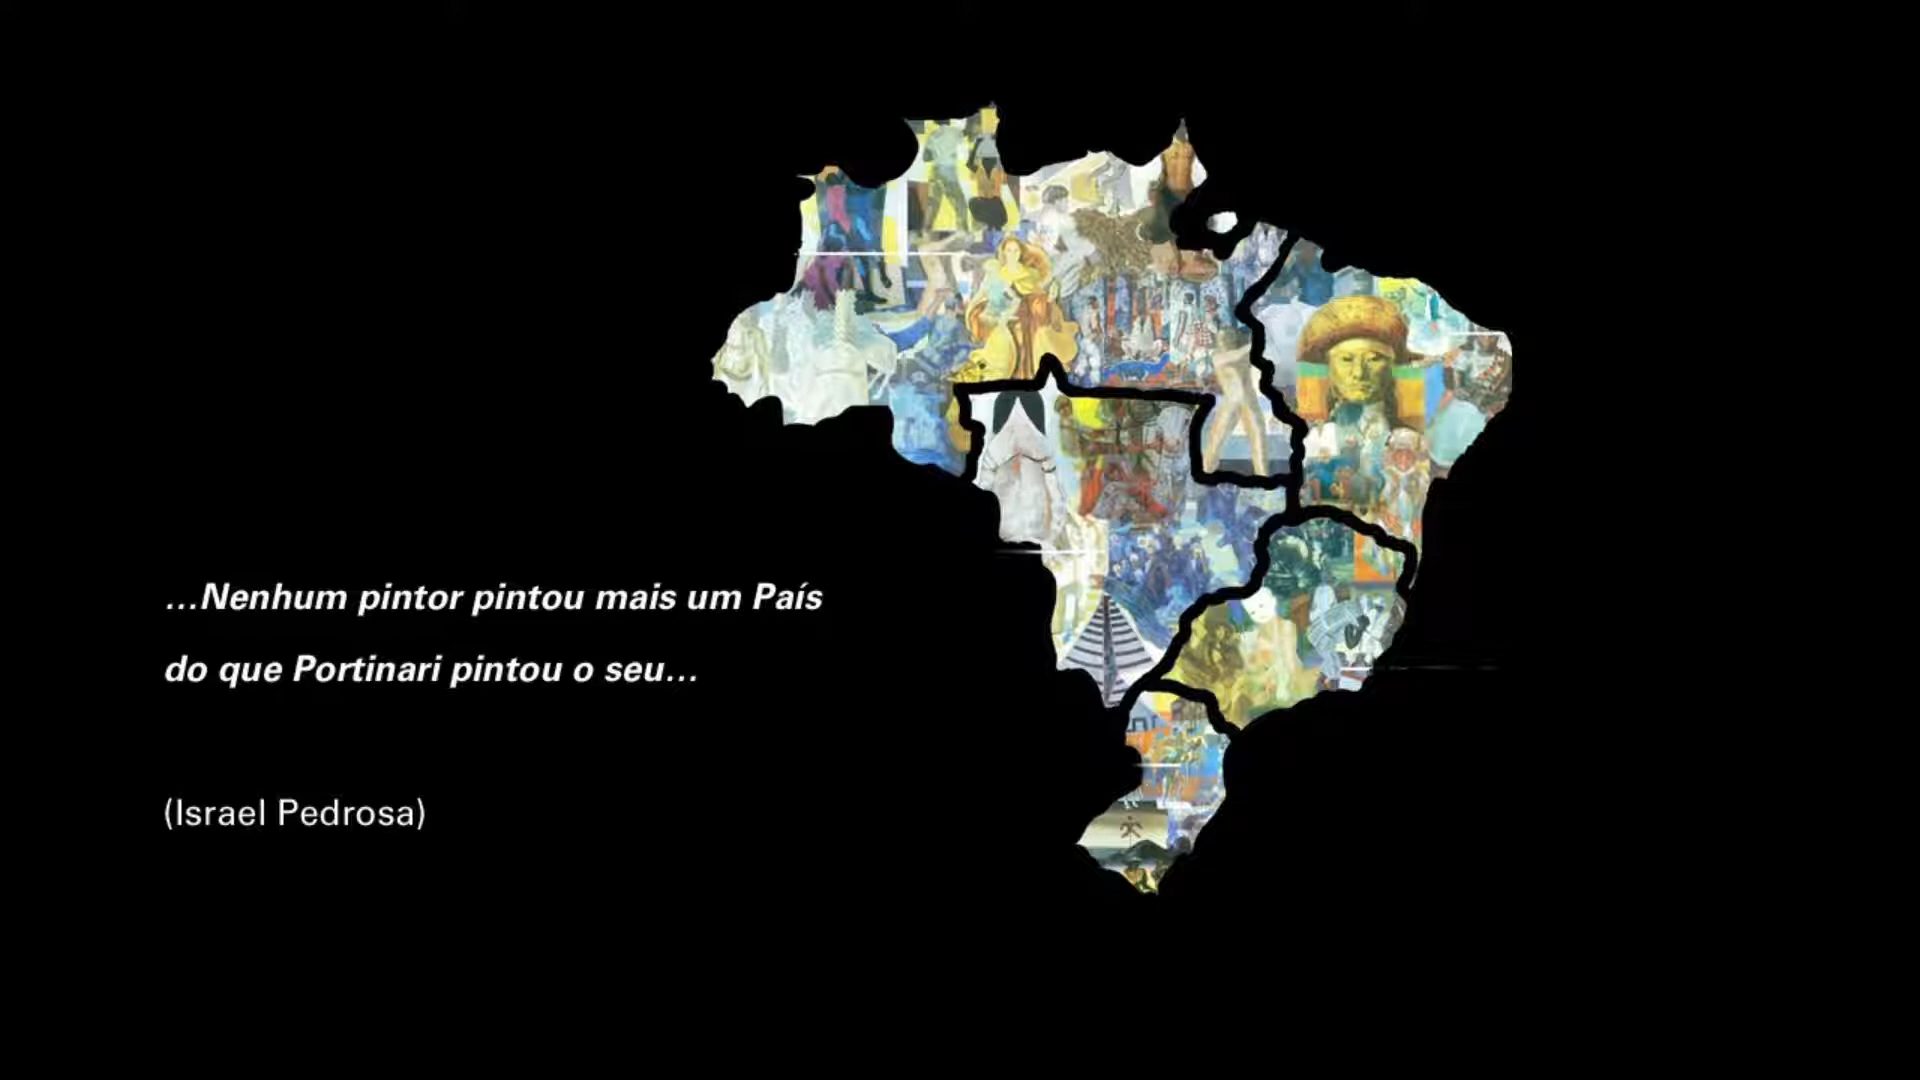 ...Nenhum pintor pintou mais um País
do que Portinari pintou o seu...
(Israel Pedrosa)